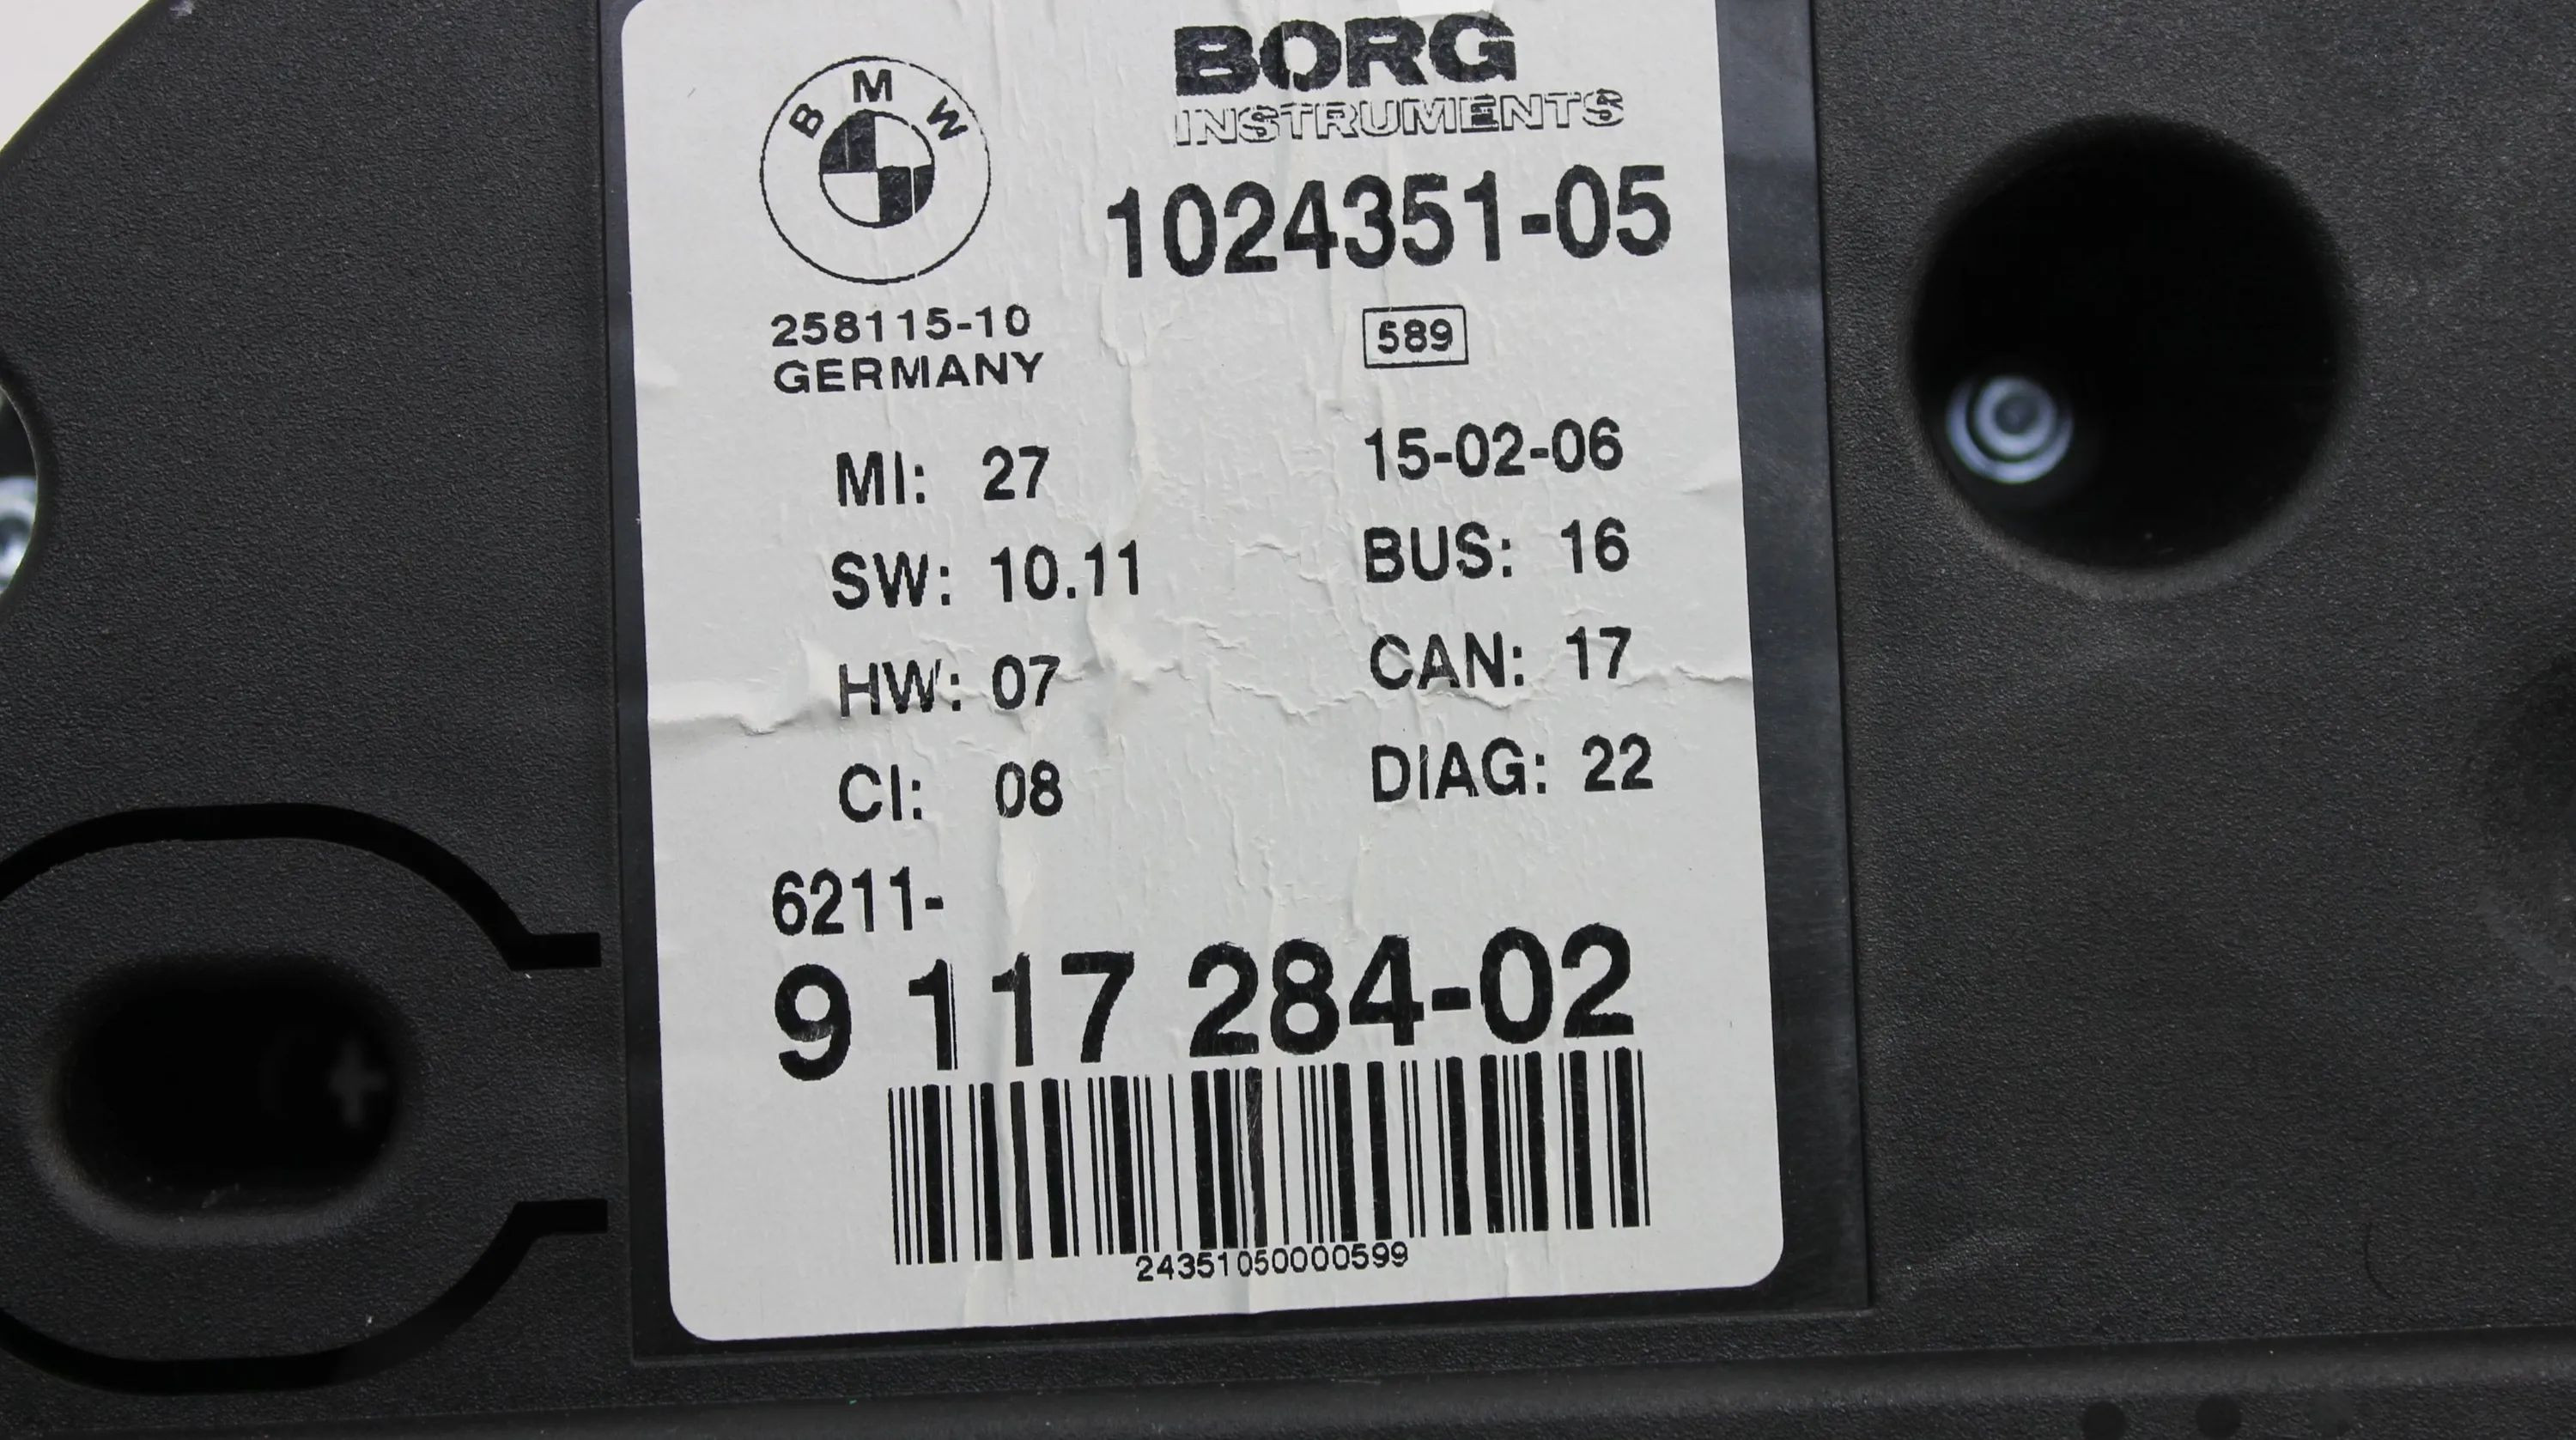 BMW
BORG
INSTRUMENTS
1024351-05
258115-10
GERMANY
589
MI: 27
15-02-06
SW: 10.11
BUS: 16
HW: 07
CAN: 17
CI: 08
DIAG: 22
6211-
9 117 284-02
24351050000599